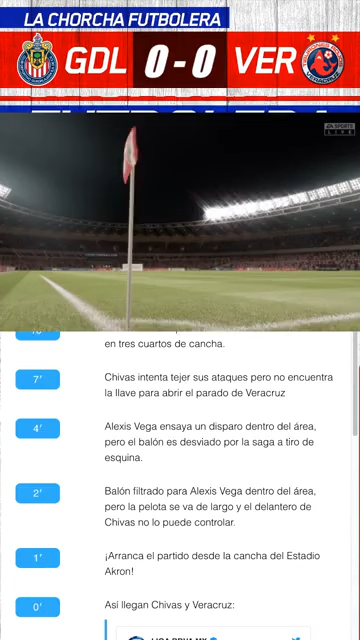 LA CHORCHA FUTBOLERA
GDL 0-0 VER
VERACRUZ
EA SPORTS
LIVE
en tres cuartos de cancha.
7' Chivas intenta tejer sus ataques pero no encuentra
la llave para abrir el parado de Veracruz
4' Alexis Vega ensaya un disparo dentro del área,
pero el balón es desviado por la saga a tiro de
esquina.
2' Balón filtrado para Alexis Vega dentro del área,
pero la pelota se va de largo y el delantero de
Chivas no lo puede controlar.
1' ¡Arranca el partido desde la cancha del Estadio
Akron!
0' Así llegan Chivas y Veracruz: